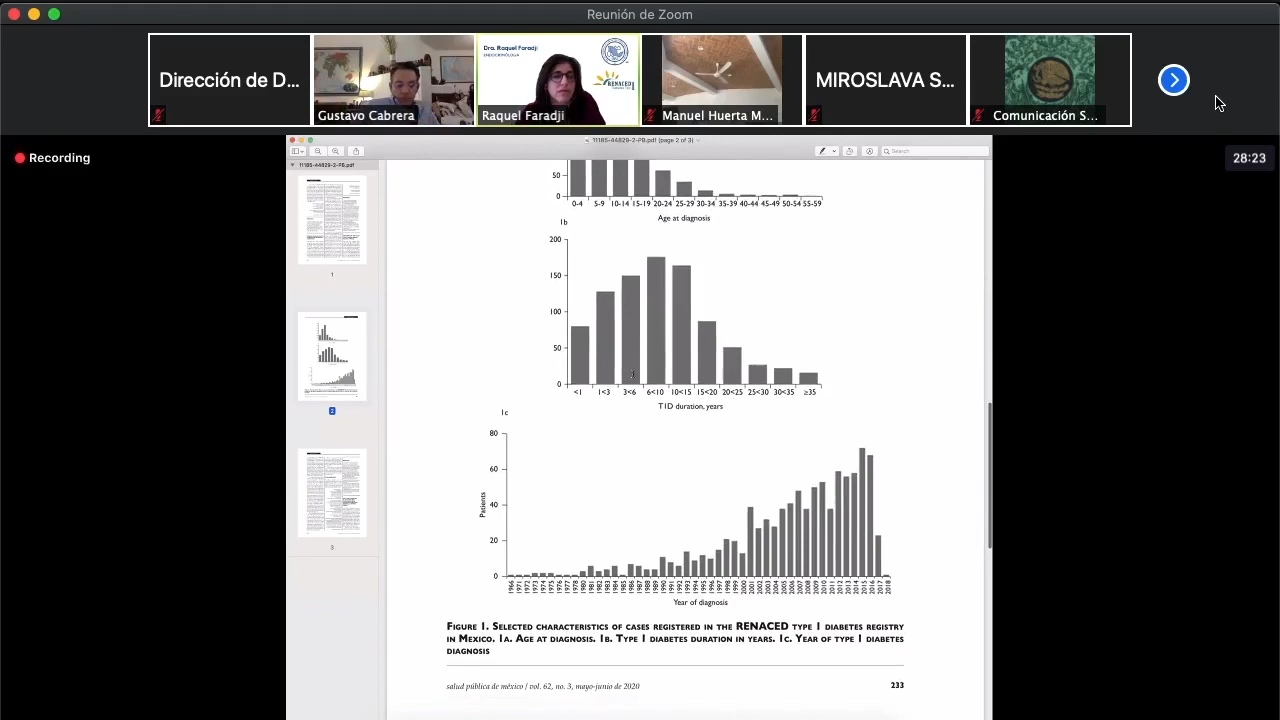 Reunión de Zoom
Dirección de D...
Gustavo Cabrera
Dra. Raquel Faradji
ENDOCRINÓLOGA
RENACED
Raquel Faradji
Manuel Huerta M...
MIROSLAVA S...
Comunicación S...
Recording
28:23
11185-44829-2-PB.pdf (page 2 of 3)
Search
11185-44829-2-PB.pdf
1
2
3
50
0
0-4 5-9 10-14 15-19 20-24 25-29 30-34 35-39 40-44 45-49 50-54 55-59
Age at diagnosis
1b
200
150
100
50
0
<1 1<3 3<6 6<10 10<15 15<20 20<25 25<30 30<35 ≥35
T1D duration, years
1c
80
60
40
20
0
Patients
1966 1971 1972 1973 1974 1975 1976 1977 1978 1980 1981 1982 1983 1984 1985 1986 1987 1988 1989 1990 1991 1992 1993 1994 1995 1996 1997 1998 1999 2000 2001 2002 2003 2004 2005 2006 2007 2008 2009 2010 2011 2012 2013 2014 2015 2016 2017 2018
Year of diagnosis
Figure 1. Selected characteristics of cases registered in the RENACED type 1 diabetes registry
in Mexico. 1a. Age at diagnosis. 1b. Type 1 diabetes duration in years. 1c. Year of type 1 diabetes
diagnosis
salud pública de méxico / vol. 62, no. 3, mayo-junio de 2020
233